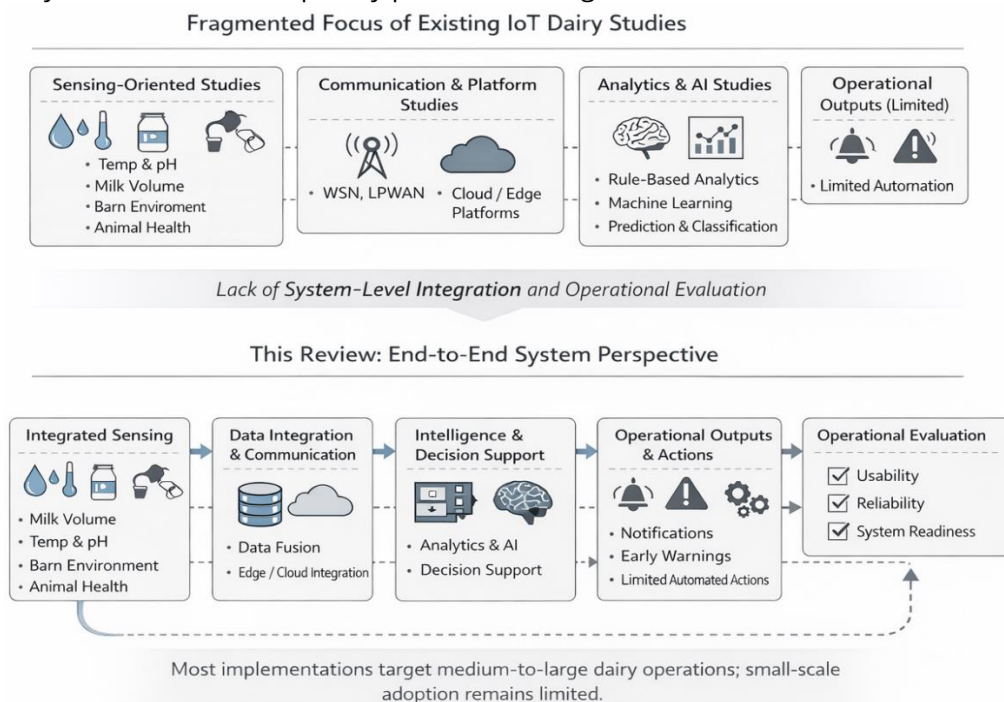 Fragmented Focus of Existing IoT Dairy Studies
Sensing-Oriented Studies
• Temp & pH
• Milk Volume
• Barn Enviroment
• Animal Health
Communication & Platform
Studies
• WSN, LPWAN
• Cloud / Edge
Platforms
Analytics & AI Studies
• Rule-Based Analytics
• Machine Learning
• Prediction & Classification
Operational
Outputs (Limited)
• Limited Automation
Lack of System-Level Integration and Operational Evaluation
This Review: End-to-End System Perspective
Integrated Sensing
• Milk Volume
• Temp & pH
• Barn Environment
• Animal Health
Data Integration
& Communication
• Data Fusion
• Edge / Cloud Integration
Intelligence &
Decision Support
• Analytics & AI
• Decision Support
Operational Outputs
& Actions
• Notifications
• Early Warnings
• Limited Automated Actions
Operational Evaluation
Usability
Reliability
System Readiness
Most implementations target medium-to-large dairy operations; small-scale
adoption remains limited.